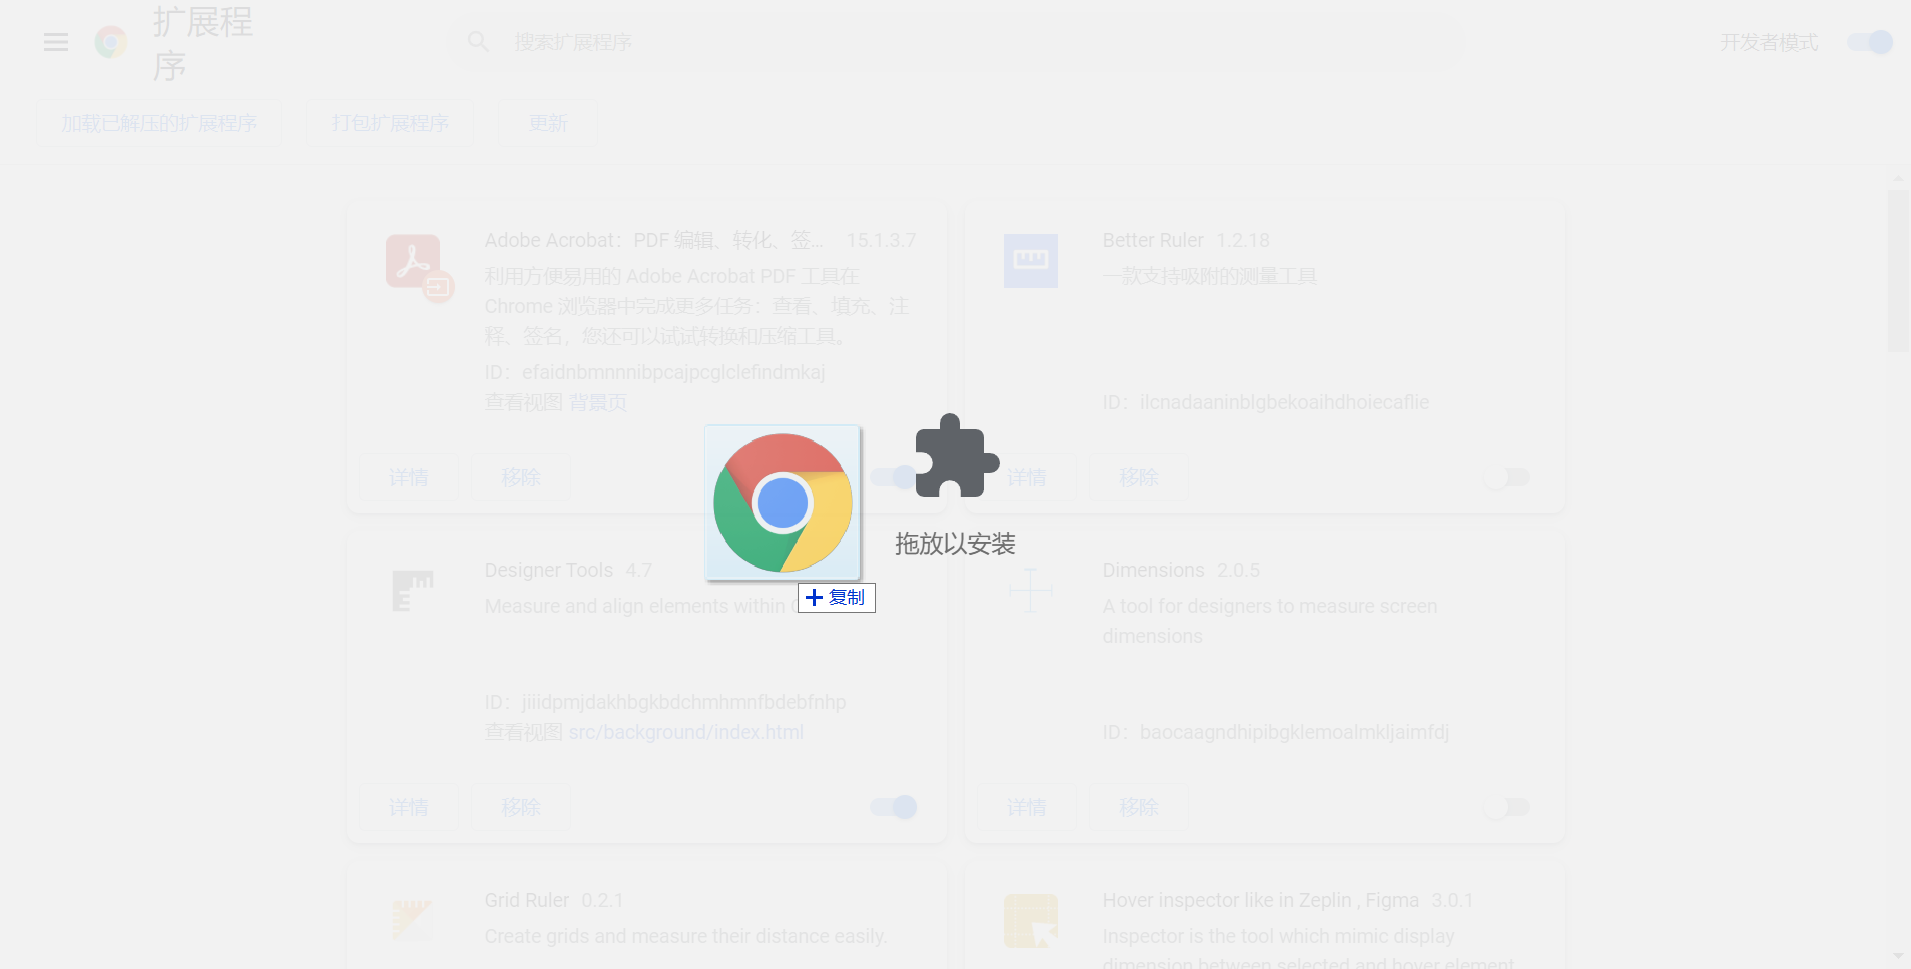 扩展程
序
搜索扩展程序
开发者模式
加载已解压的扩展程序
打包扩展程序
更新
Adobe Acrobat：PDF 编辑、转化、签... 15.1.3.7
利用方便易用的 Adobe Acrobat PDF 工具在
Chrome 浏览器中完成更多任务：查看、填充、注
释、签名，您还可以试试转换和压缩工具。
ID：efaidnbmnnnibpcajpcglclefindmkaj
查看视图 背景页
详情
移除
Better Ruler 1.2.18
一款支持吸附的测量工具
ID：ilcnadaaninblgbekoaihdhoiecaflie
详情
移除
拖放以安装
复制
Designer Tools 4.7
Measure and align elements within
ID：jiiidpmjdakhbgkbdchmhmnfbdebfnhp
查看视图 src/background/index.html
详情
移除
Dimensions 2.0.5
A tool for designers to measure screen
dimensions
ID：baocaagndhipibgklemoalmkljaimfdj
详情
移除
Grid Ruler 0.2.1
Create grids and measure their distance easily.
Hover inspector like in Zeplin , Figma 3.0.1
Inspector is the tool which mimic display
dimension between selected and hover element